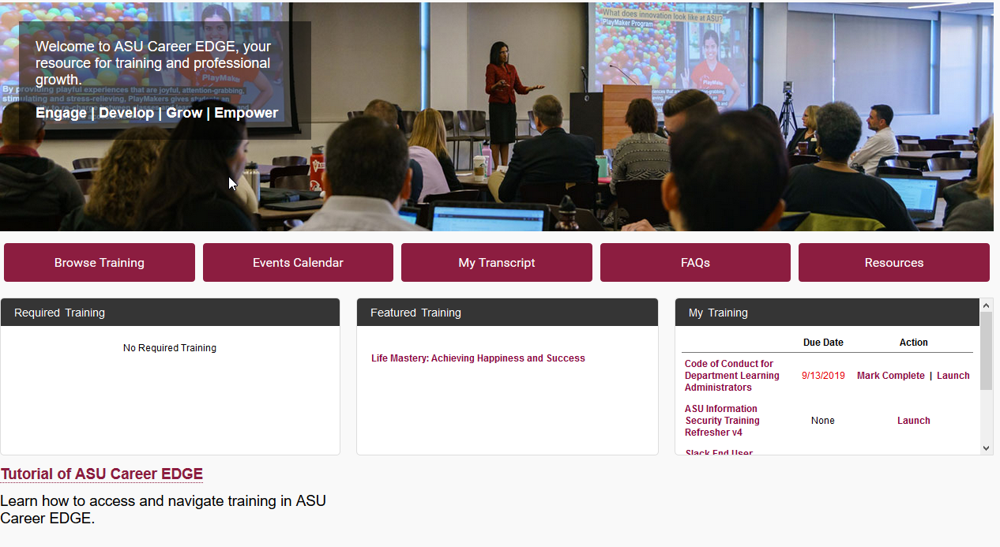 What does innovation look like at ASU?
PlayMaker Program
Welcome to ASU Career EDGE, your
resource for training and professional
growth.
PlayMaker
PlayMaker
By providing playful experiences that are joyful, attention-grabbing,
stimulating and stress-relieving, PlayMakers gives students an
Engage | Develop | Grow | Empower
Browse Training
Events Calendar
My Transcript
FAQs
Resources
Required Training
No Required Training
Featured Training
Life Mastery: Achieving Happiness and Success
My Training
Due Date Action
Code of Conduct for
Department Learning
Administrators
9/13/2019 Mark Complete | Launch
ASU Information
Security Training
Refresher v4
None Launch
Slack End User
Tutorial of ASU Career EDGE
Learn how to access and navigate training in ASU
Career EDGE.